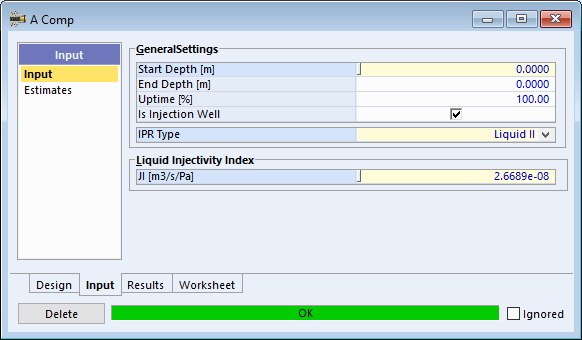 A Comp
Input
Input
Estimates
GeneralSettings
Start Depth [m] 0.0000
End Depth [m] 0.0000
Uptime [%] 100.00
Is Injection Well
IPR Type Liquid II
Liquid Injectivity Index
JI [m3/s/Pa] 2.6689e-08
Design Input Results Worksheet
Delete OK Ignored